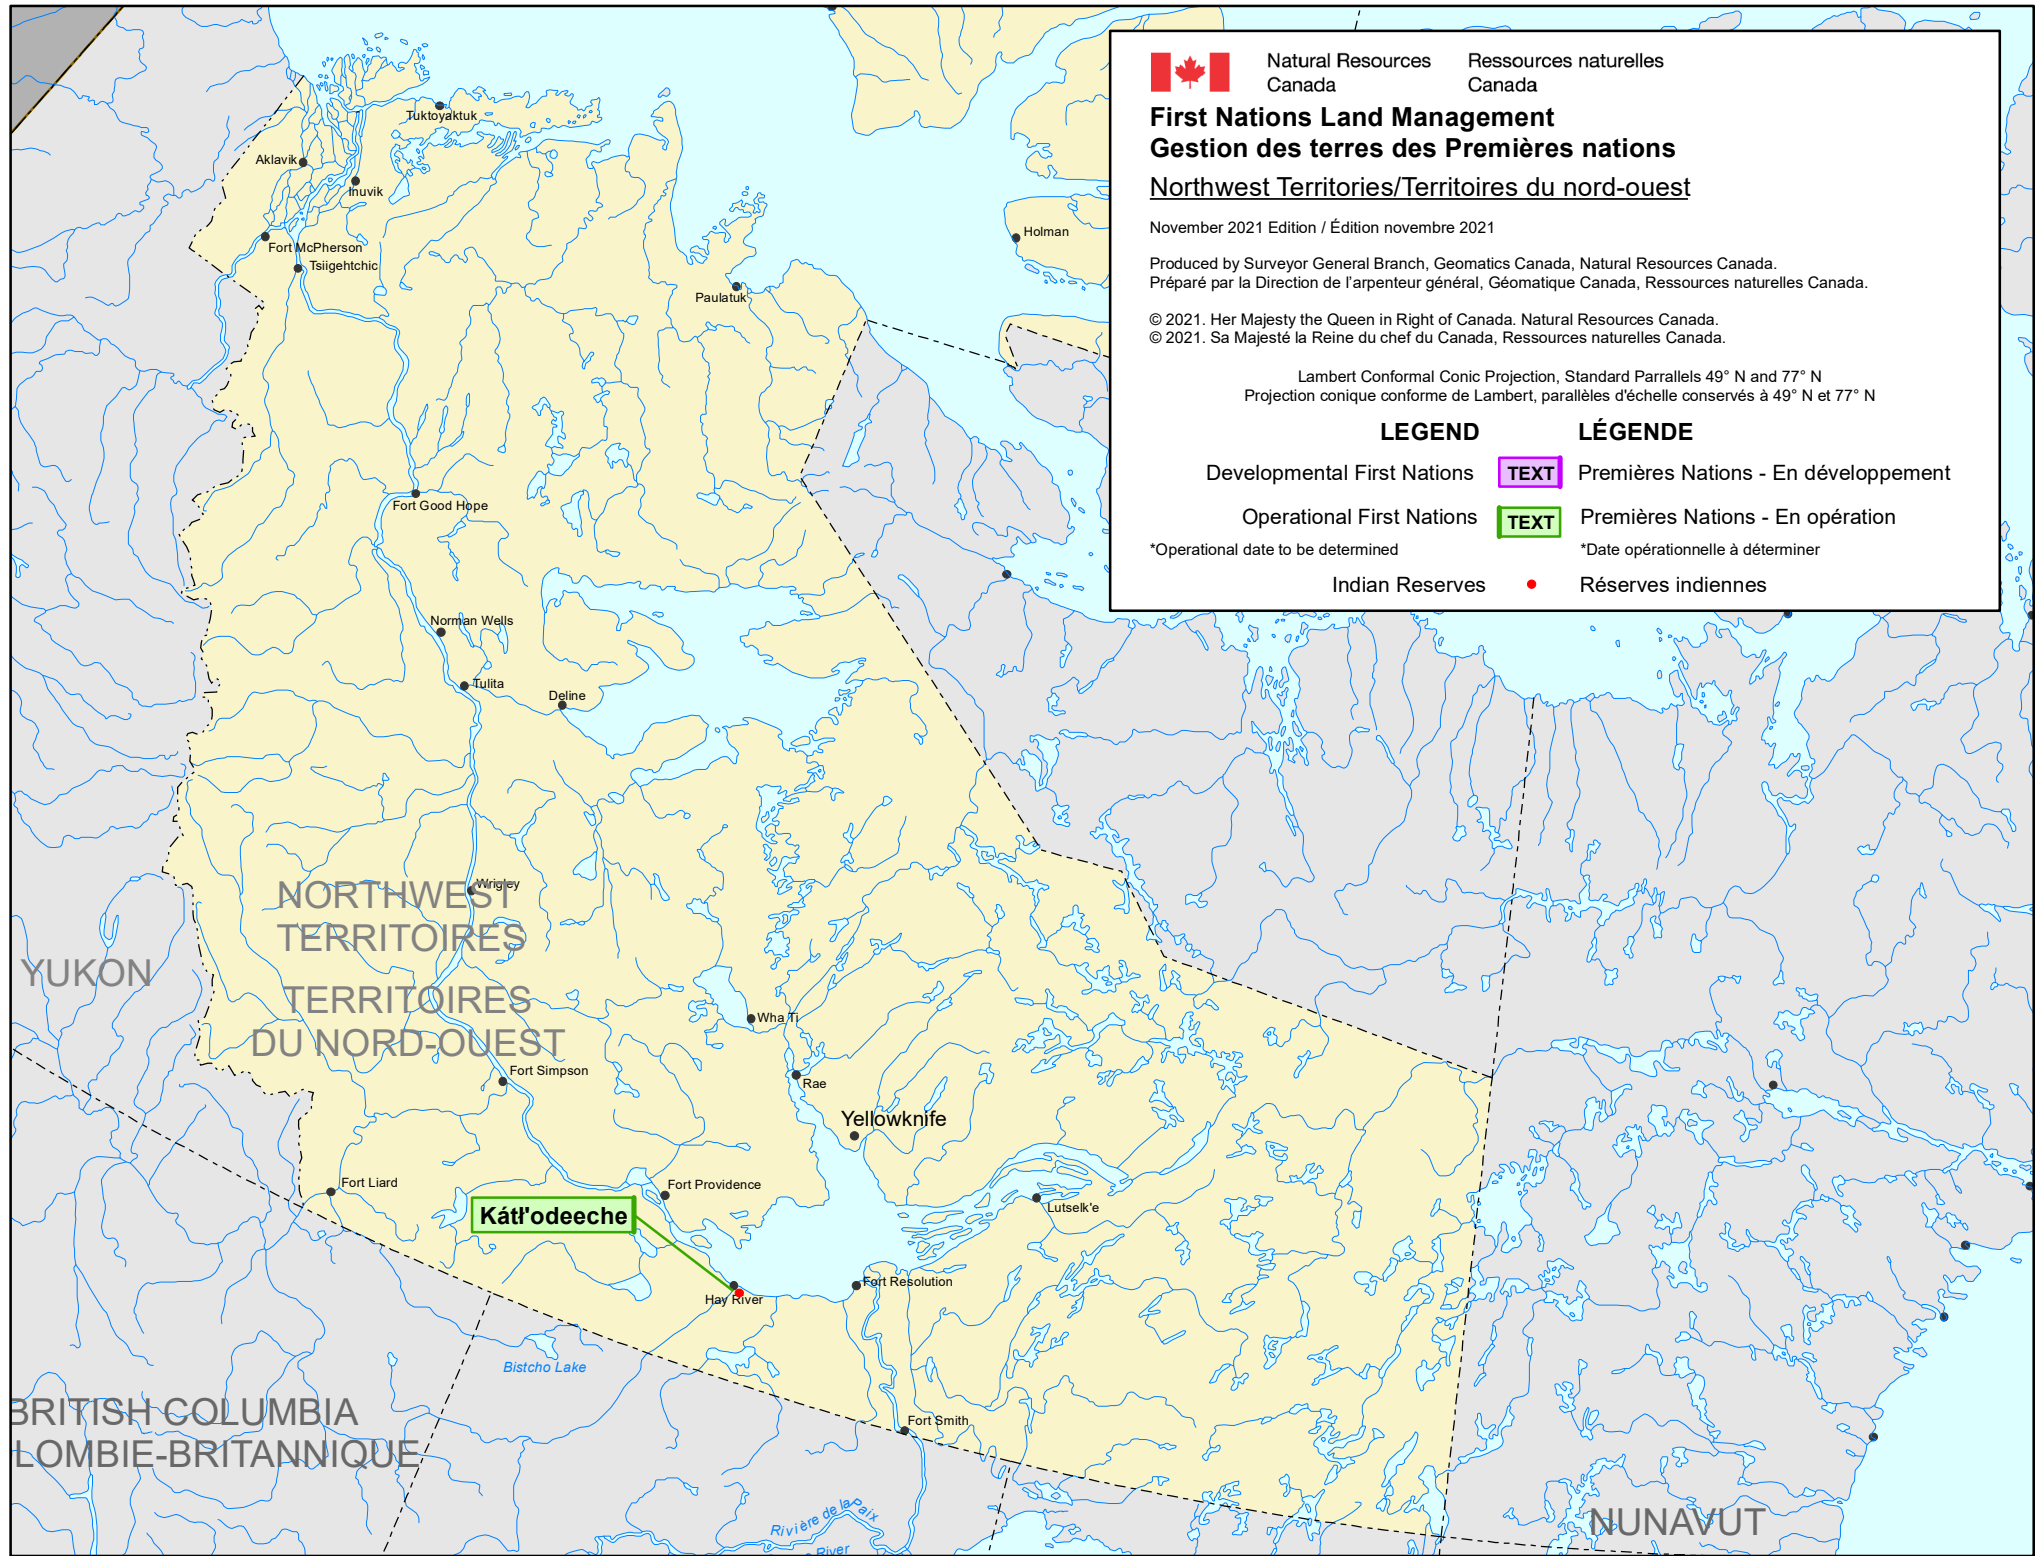 Natural Resources
Canada
Ressources naturelles
Canada
First Nations Land Management
Gestion des terres des Premières nations
Northwest Territories/Territoires du nord-ouest
November 2021 Edition / Édition novembre 2021
Produced by Surveyor General Branch, Geomatics Canada, Natural Resources Canada.
Préparé par la Direction de l'arpenteur général, Géomatique Canada, Ressources naturelles Canada.
© 2021. Her Majesty the Queen in Right of Canada. Natural Resources Canada.
© 2021. Sa Majesté la Reine du chef du Canada, Ressources naturelles Canada.
Lambert Conformal Conic Projection, Standard Parrallels 49° N and 77° N
Projection conique conforme de Lambert, parallèles d'échelle conservés à 49° N et 77° N
LEGEND LÉGENDE
Developmental First Nations TEXT Premières Nations - En développement
Operational First Nations TEXT Premières Nations - En opération
*Operational date to be determined *Date opérationnelle à déterminer
Indian Reserves Réserves indiennes
Tuktoyaktuk
Aklavik
Inuvik
Fort McPherson
Tsiigehtchic
Holman
Paulatuk
Fort Good Hope
Norman Wells
Tulita
Deline
Wrigley
NORTHWEST
TERRITOIRES
YUKON
TERRITOIRES
DU NORD-OUEST
Wha Ti
Fort Simpson
Rae
Yellowknife
Fort Liard
Fort Providence
Kátł'odeeche
Lutselk'e
Fort Resolution
Hay River
Bistcho Lake
BRITISH COLUMBIA
LOMBIE-BRITANNIQUE
Fort Smith
Rivière de la Paix
River
NUNAVUT